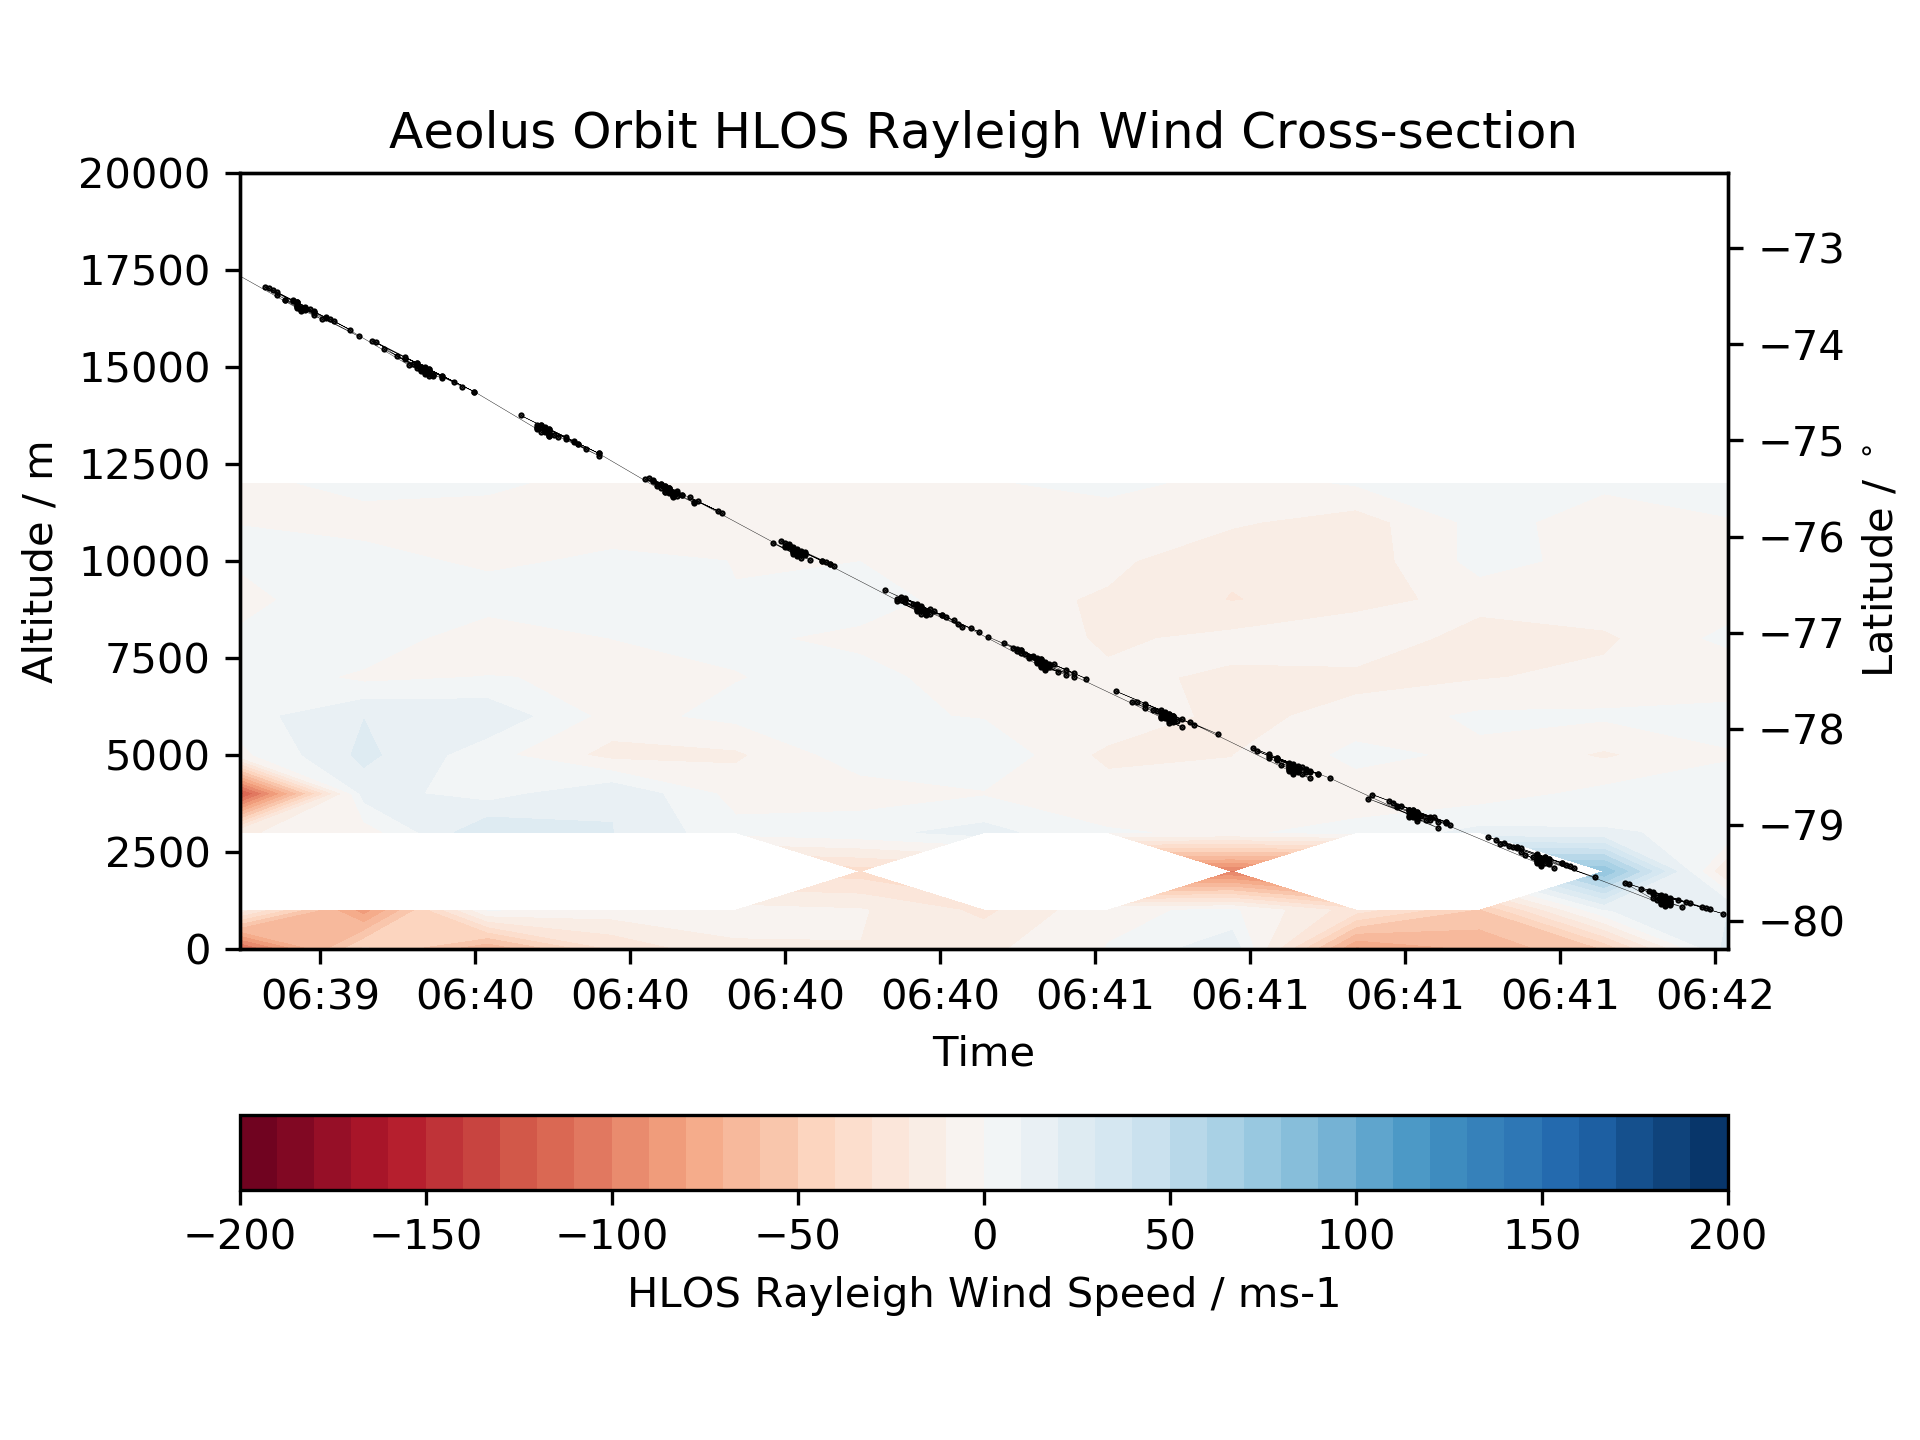 Aeolus Orbit HLOS Rayleigh Wind Cross-section
20000
17500
15000
12500
10000
7500
5000
2500
0
Altitude / m
−73
−74
−75
−76
−77
−78
−79
−80
Latitude / °
06:39 06:40 06:40 06:40 06:40 06:41 06:41 06:41 06:41 06:42
Time
−200 −150 −100 −50 0 50 100 150 200
HLOS Rayleigh Wind Speed / ms-1